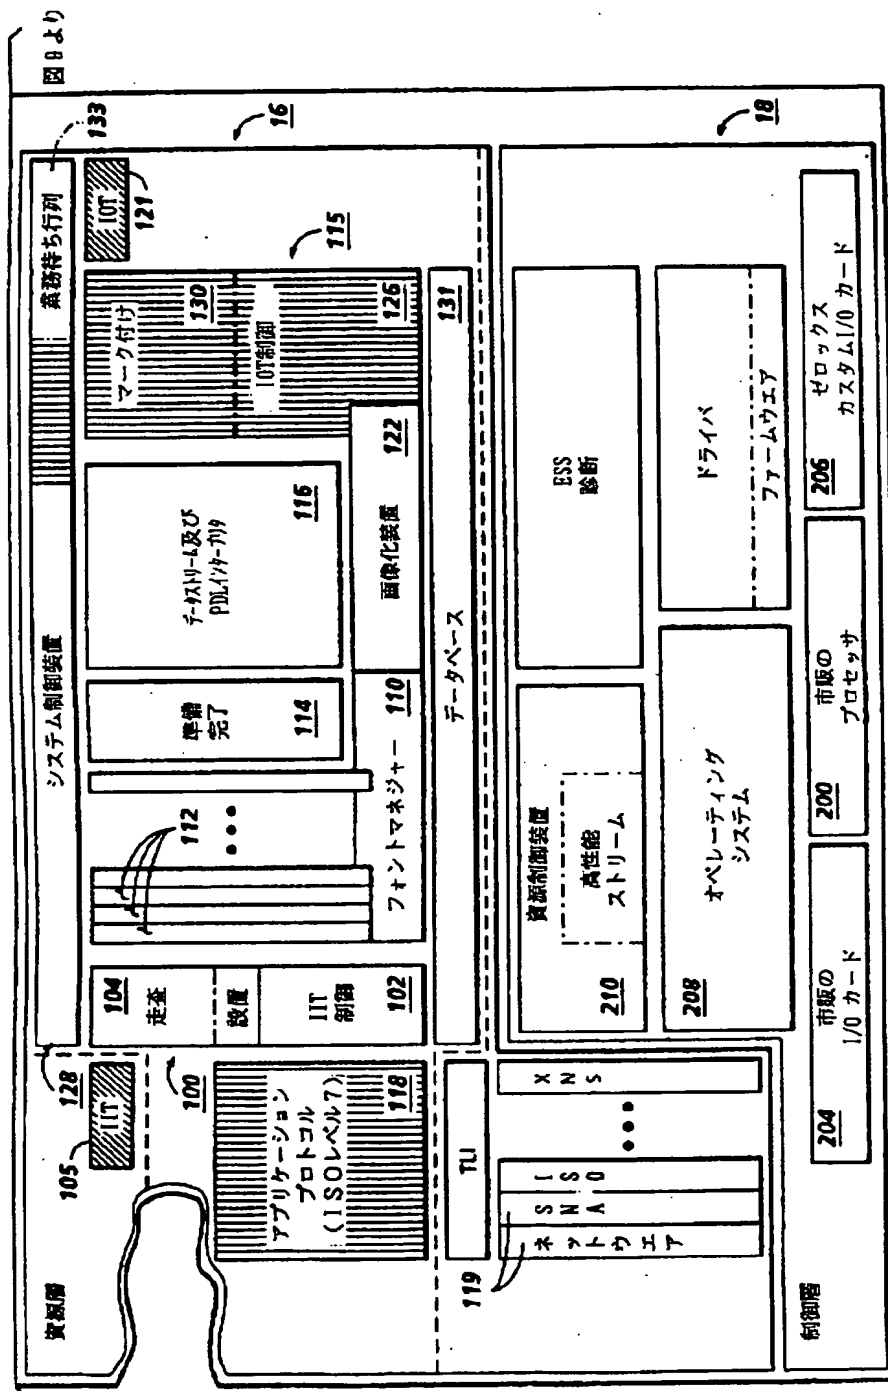 図9より
資源層
システム制御装置
業務待ち行列
133
128
105
IIT
IOT
121
16
100
104
走査
設置
IIT
制御
102
112
•••
準備
完了
114
フォントマネジャー
110
データストリーム及び
PDLインタープリタ
116
画像化装置
122
マーク付け
130
IOT制御
126
115
アプリケーション
プロトコル
(ISOレベル7)
118
データベース
131
TLI
119
ネットウエア
SNA
ISO
•••
XNS
資源制御装置
高性能
ストリーム
210
ESS
診断
18
オペレーティング
システム
208
ドライバ
ファームウエア
制御層
市販の
I/Oカード
204
市販の
プロセッサ
200
ゼロックス
カスタムI/Oカード
206